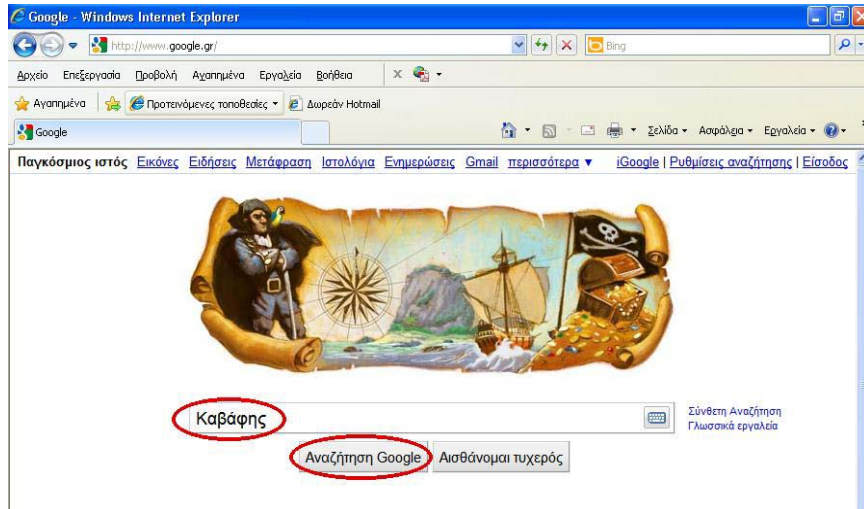 Google - Windows Internet Explorer
http://www.google.gr/
Bing
Αρχείο Επεξεργασία Προβολή Αγαπημένα Εργαλεία Βοήθεια
Αγαπημένα Προτεινόμενες τοποθεσίες Δωρεάν Hotmail
Google Σελίδα Ασφάλεια Εργαλεία
Παγκόσμιος ιστός Εικόνες Ειδήσεις Μετάφραση Ιστολόγια Ενημερώσεις Gmail περισσότερα ▼ iGoogle | Ρυθμίσεις αναζήτησης | Είσοδος
Καβάφης
Σύνθετη Αναζήτηση
Γλωσσικά εργαλεία
Αναζήτηση Google Αισθάνομαι τυχερός